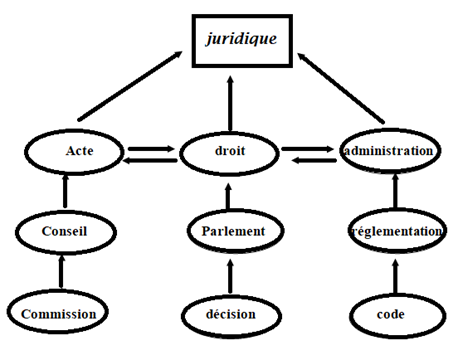 juridique
Acte
droit
administration
Conseil
Parlement
réglementation
Commission
décision
code